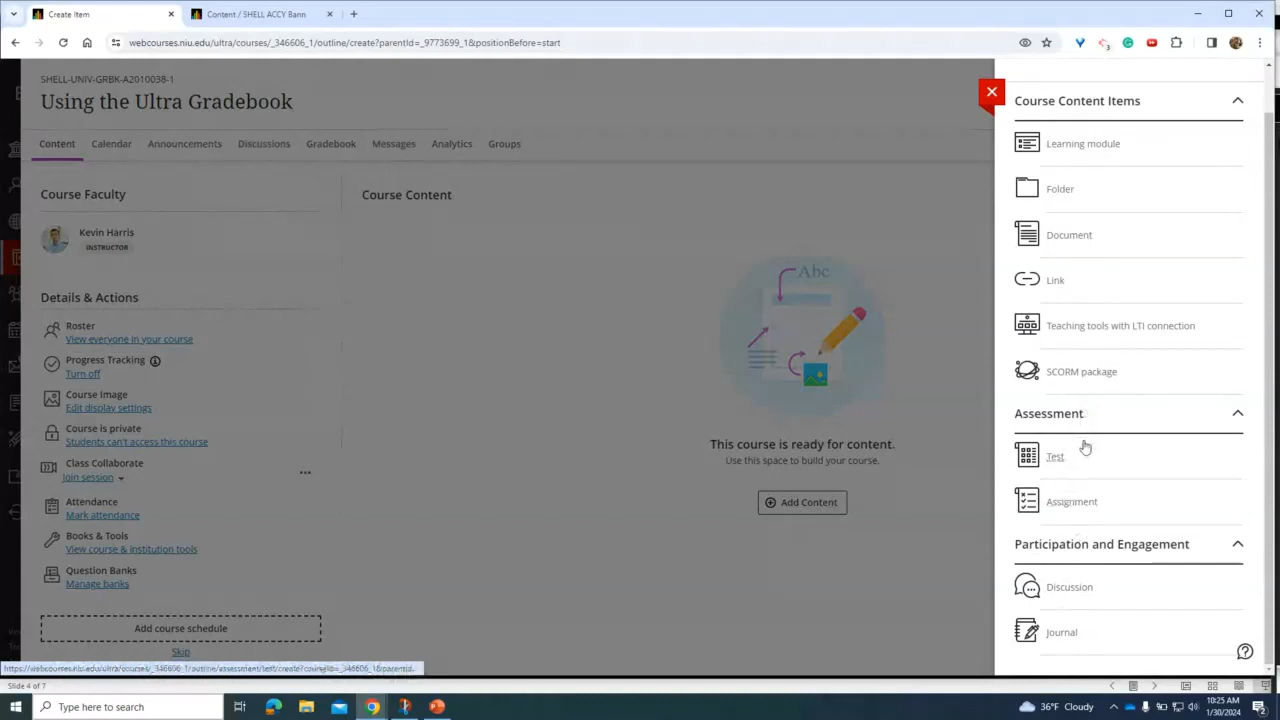 Create Item
Content / SHELL ACCY Bann
webcourses.niu.edu/ultra/courses/_346606_1/outline/create?parentId=_9773699_1&positionBefore=start
SHELL-UNIV-GRBK-A2010038-1
Using the Ultra Gradebook
Content Calendar Announcements Discussions Gradebook Messages Analytics Groups
Course Faculty
Kevin Harris
INSTRUCTOR
Details & Actions
Roster
View everyone in your course
Progress Tracking
Turn off
Course Image
Edit display settings
Course is private
Students can't access this course
Class Collaborate
Join session
Attendance
Mark attendance
Books & Tools
View course & institution tools
Question Banks
Manage banks
Add course schedule
Skip
Course Content
Abc
This course is ready for content.
Use this space to build your course.
Add Content
Course Content Items
Learning module
Folder
Document
Link
Teaching tools with LTI connection
SCORM package
Assessment
Test
Assignment
Participation and Engagement
Discussion
Journal
Slide 4 of 7
Type here to search
36°F Cloudy
10:25 AM
1/30/2024